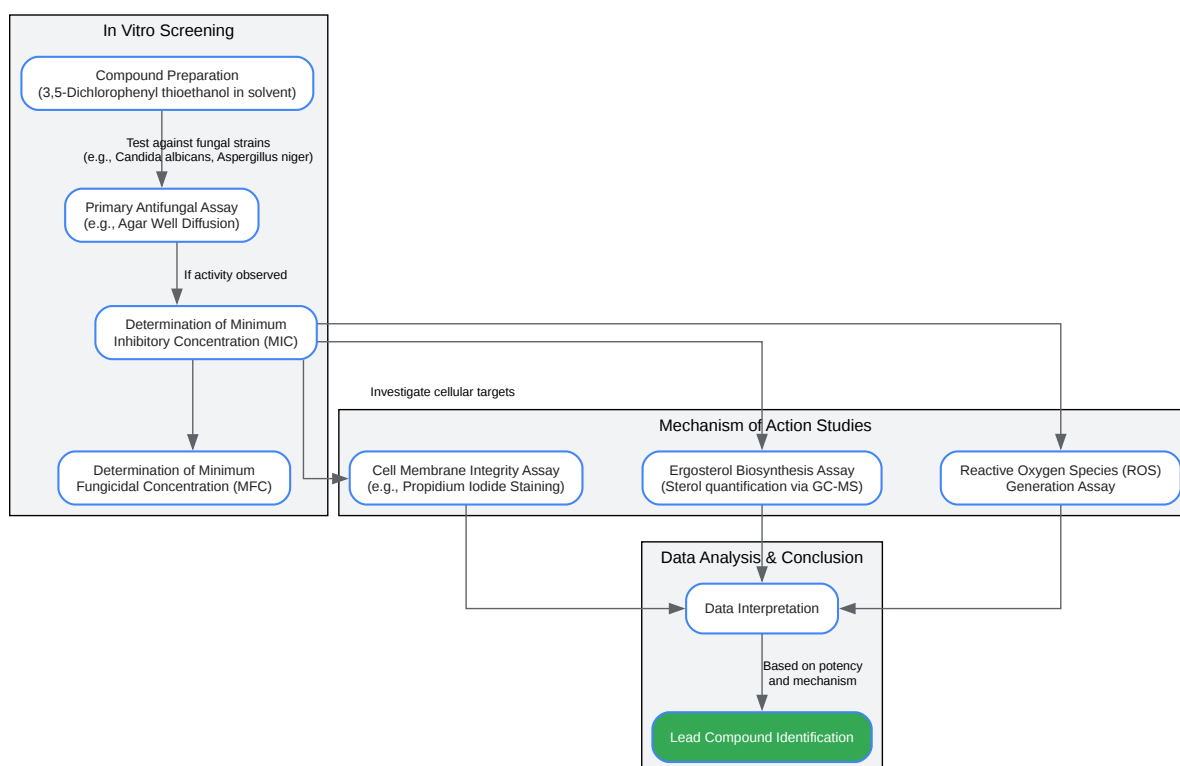 In Vitro Screening
Compound Preparation
(3,5-Dichlorophenyl thioethanol in solvent)
Test against fungal strains
(e.g., Candida albicans, Aspergillus niger)
Primary Antifungal Assay
(e.g., Agar Well Diffusion)
If activity observed
Determination of Minimum
Inhibitory Concentration (MIC)
Determination of Minimum
Fungicidal Concentration (MFC)
Investigate cellular targets
Mechanism of Action Studies
Cell Membrane Integrity Assay
(e.g., Propidium Iodide Staining)
Ergosterol Biosynthesis Assay
(Sterol quantification via GC-MS)
Reactive Oxygen Species (ROS)
Generation Assay
Data Analysis & Conclusion
Data Interpretation
Based on potency
and mechanism
Lead Compound Identification